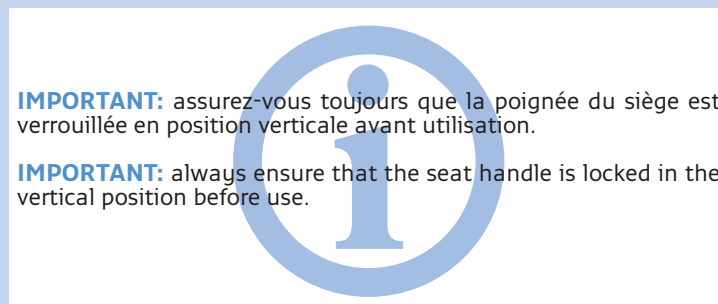 IMPORTANT: assurez-vous toujours que la poignée du siège est
verrouillée en position verticale avant utilisation.
IMPORTANT: always ensure that the seat handle is locked in the
vertical position before use.